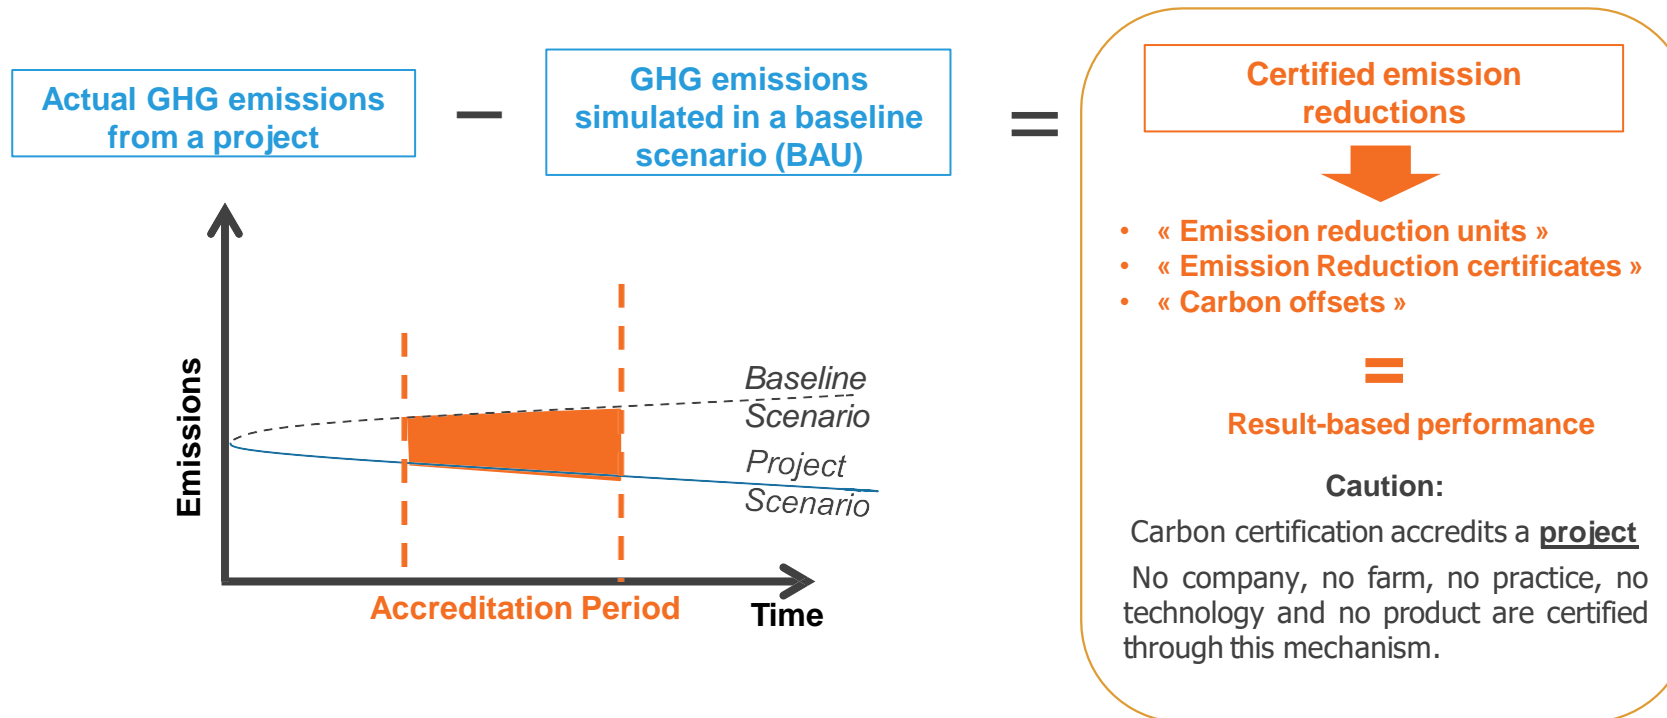 Actual GHG emissions
from a project
–
GHG emissions
simulated in a baseline
scenario (BAU)
=
Certified emission
reductions
• « Emission reduction units »
• « Emission Reduction certificates »
• « Carbon offsets »
=
Result-based performance
Caution:
Carbon certification accredits a project
No company, no farm, no practice, no
technology and no product are certified
through this mechanism.
Emissions
Baseline
Scenario
Project
Scenario
Accreditation Period
Time